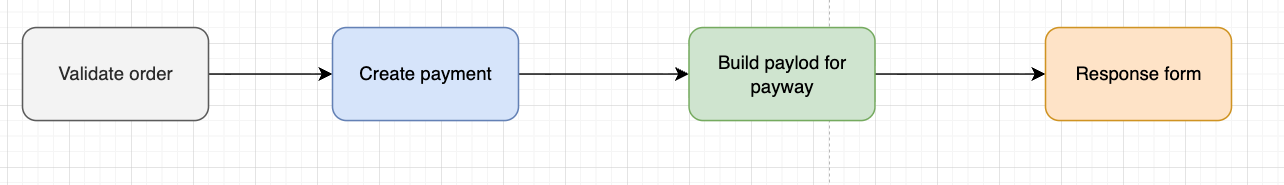 Validate order
Create payment
Build paylod for
payway
Response form